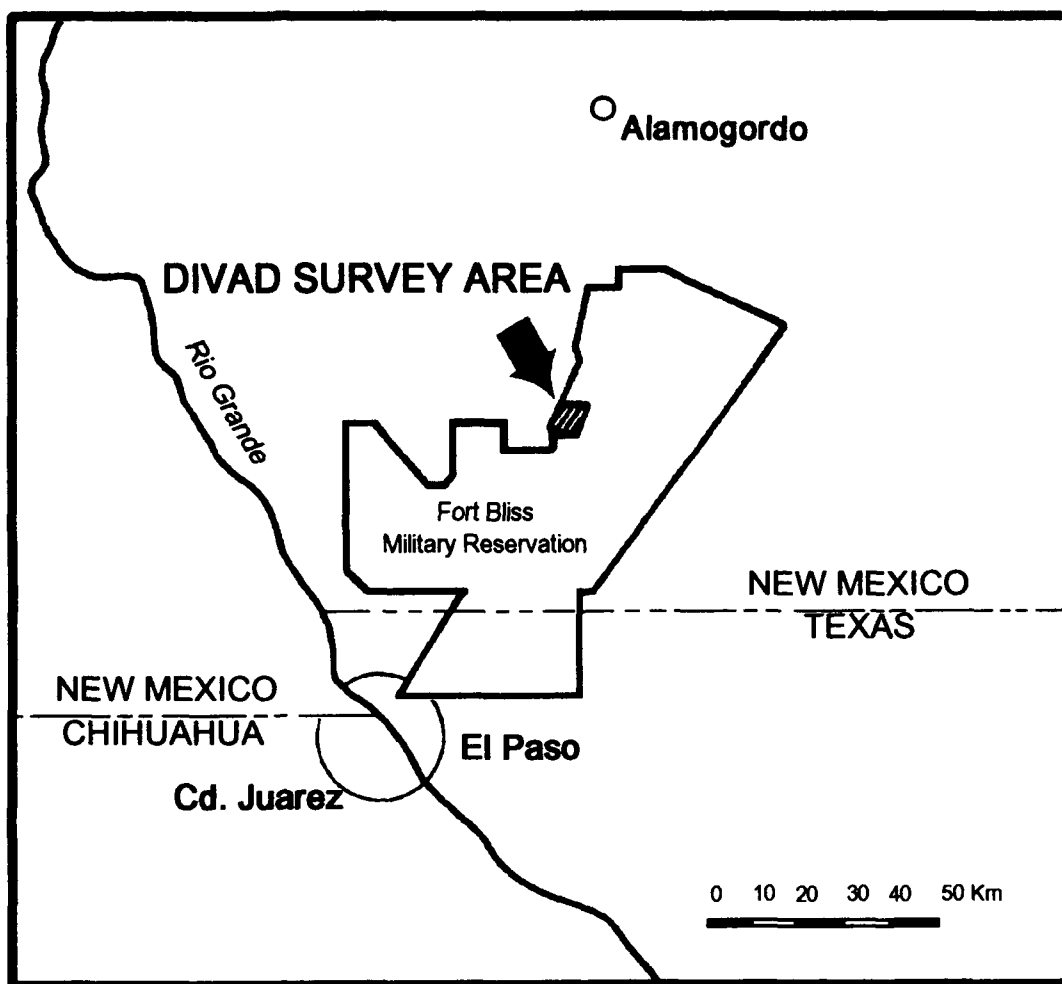 Alamogordo
DIVAD SURVEY AREA
Rio Grande
Fort Bliss
Military Reservation
NEW MEXICO
TEXAS
NEW MEXICO
CHIHUAHUA
El Paso
Cd. Juarez
0 10 20 30 40 50 Km